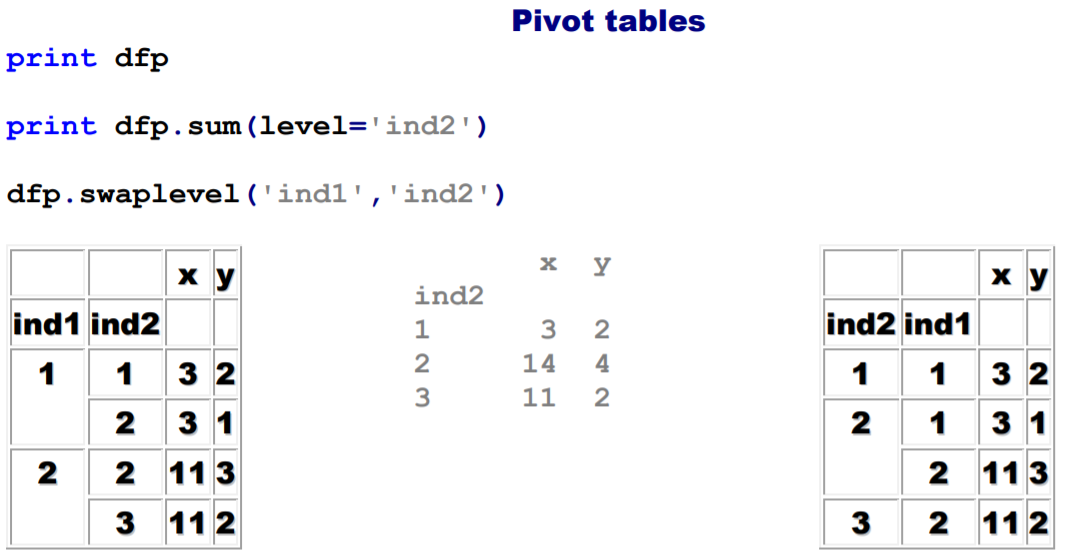 Pivot tables
print dfp
print dfp.sum(level='ind2')
dfp.swaplevel('ind1','ind2')
x y
ind1 ind2
1 1 3 2
2 3 1
2 2 11 3
3 11 2
x y
ind2
1 3 2
2 14 4
3 11 2
x y
ind2 ind1
1 1 3 2
2 1 3 1
2 11 3
3 2 11 2